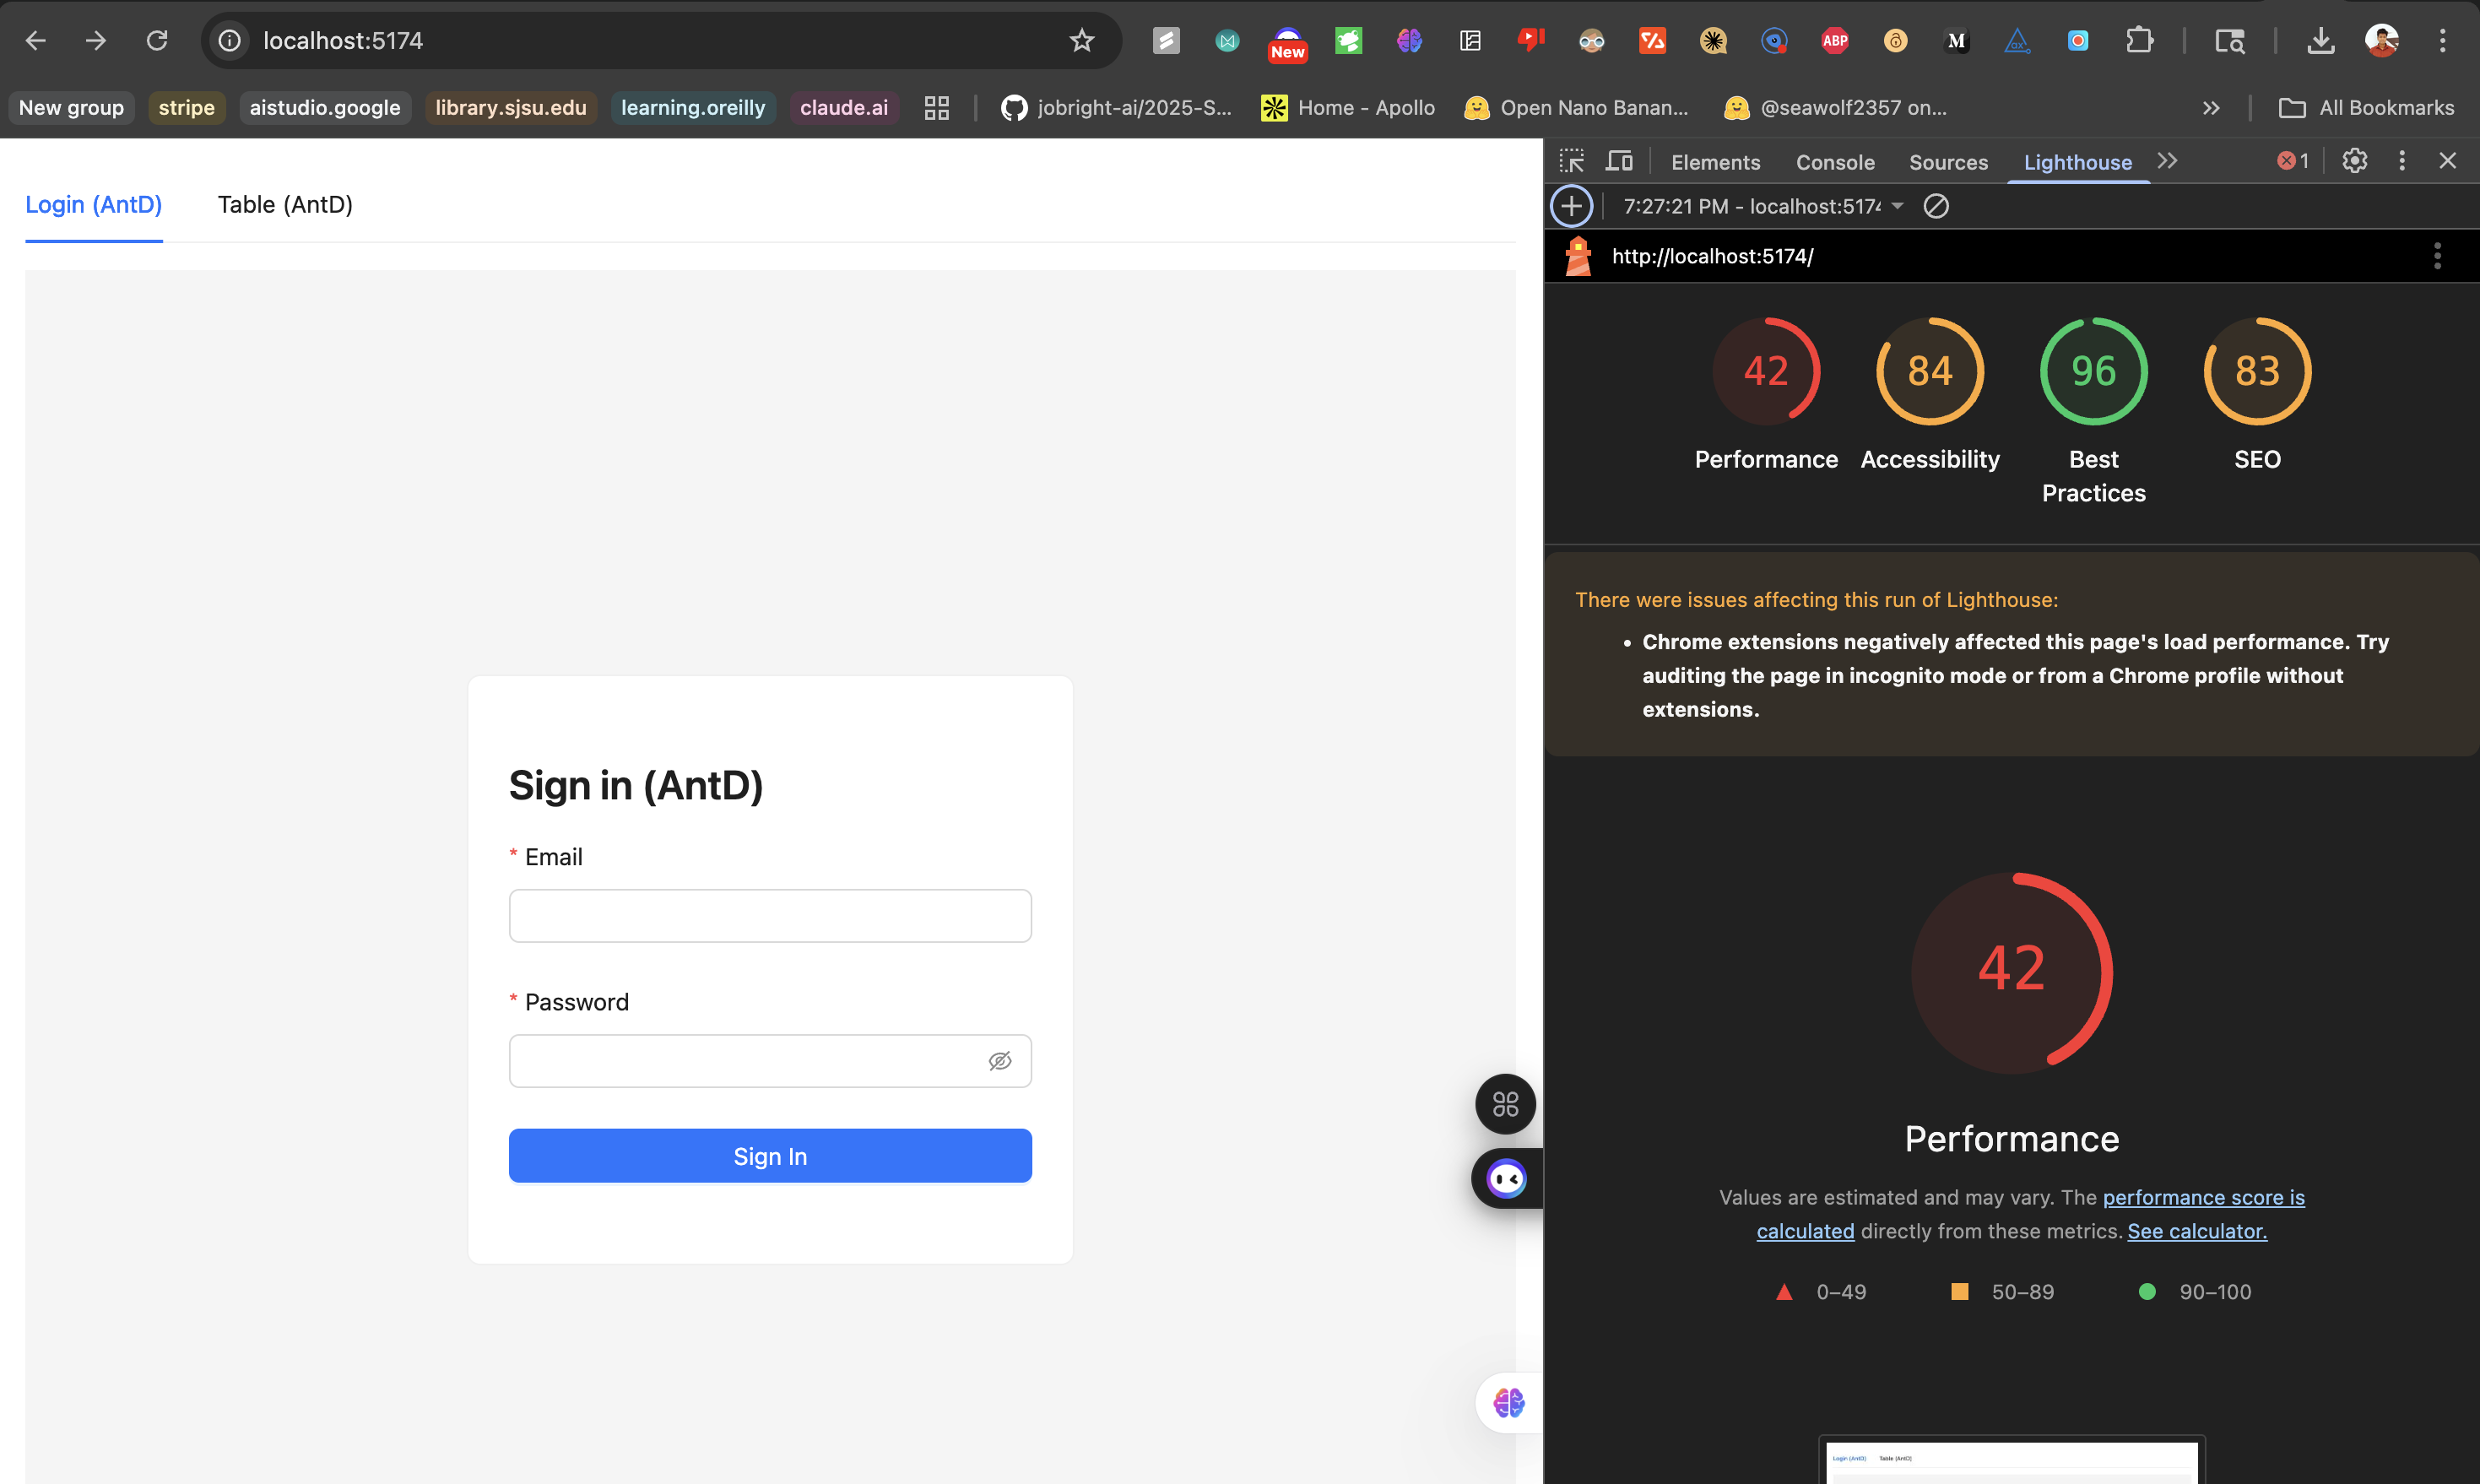 localhost:5174
New
ABP
M
New group
stripe
aistudio.google
library.sjsu.edu
learning.oreilly
claude.ai
jobright-ai/2025-S...
Home - Apollo
Open Nano Banan...
@seawolf2357 on...
All Bookmarks
Login (AntD)
Table (AntD)
Sign in (AntD)
* Email
* Password
Sign In
Elements
Console
Sources
Lighthouse
1
7:27:21 PM - localhost:5174
http://localhost:5174/
42
84
96
83
Performance
Accessibility
Best
Practices
SEO
There were issues affecting this run of Lighthouse:
• Chrome extensions negatively affected this page's load performance. Try
auditing the page in incognito mode or from a Chrome profile without
extensions.
42
Performance
Values are estimated and may vary. The performance score is
calculated directly from these metrics. See calculator.
0–49
50–89
90–100
Login (AntD)
Table (AntD)